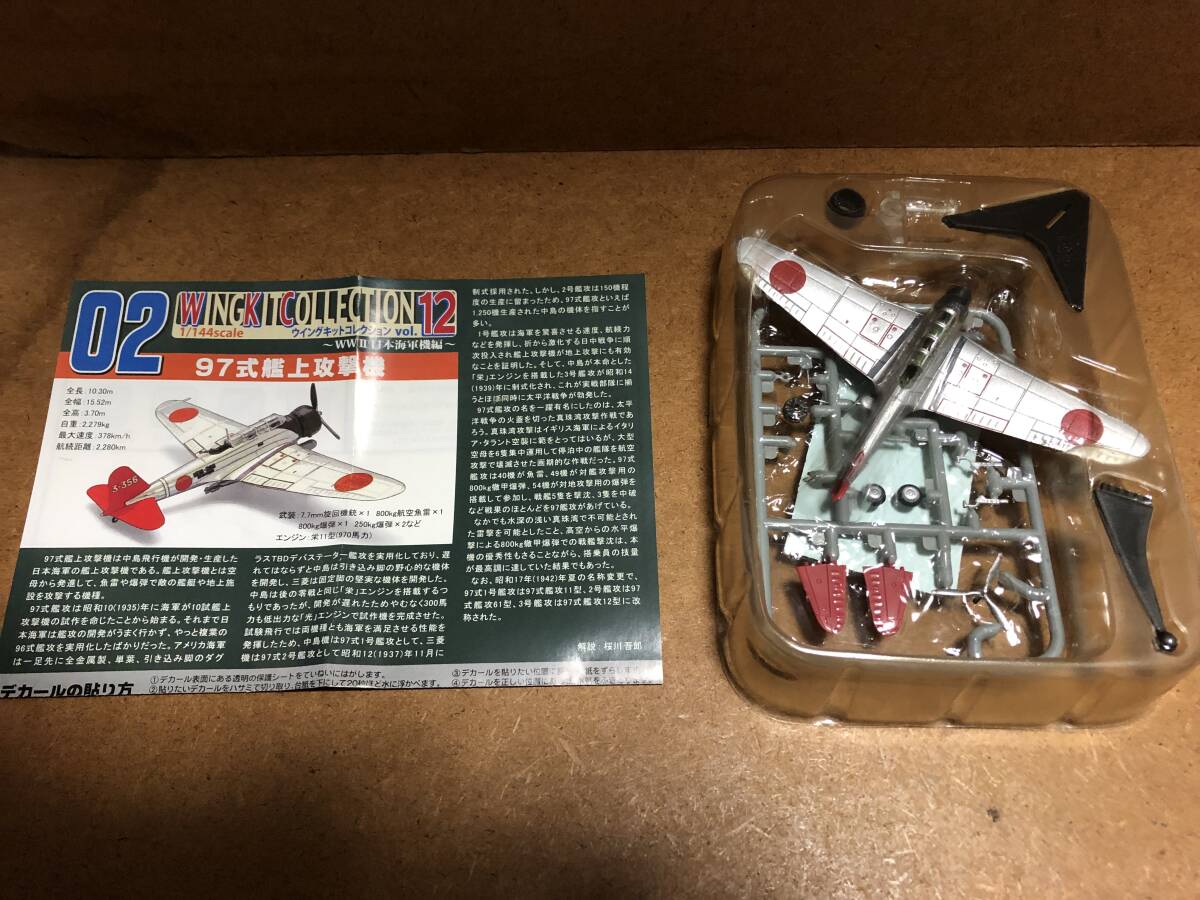 02
WINGKITCOLLECTION
12
1/144scale
ウイングキットコレクション vol.
～WWⅡ日本海軍機編～
97式艦上攻撃機
全長：10.30m
全幅：15.52m
全高：3.70m
自重：2,279kg
最大速度：378km/h
航続距離：2,280km
S-356
武装：7.7mm旋回機銃×1 800kg航空魚雷×1
800kg爆弾×1 250kg爆弾×2など
エンジン：栄11型(970馬力)
97式艦上攻撃機は中島飛行機が開発・生産した
日本海軍の艦上攻撃機である。艦上攻撃機とは空
母から発進して、魚雷や爆弾で敵の艦艇や地上施
設を攻撃する機種。
97式艦攻は昭和10(1935)年に海軍が10試艦上
攻撃機の試作を命じたことから始まる。それまで日
本海軍は艦攻の開発がうまく行かず、やっと複葉の
96式艦攻を実用化したばかりだった。アメリカ海軍
は一足先に全金属製、単葉、引き込み脚のダグ
ラスTBDデバステーター艦攻を実用化しており、遅
れてはならずと中島は引き込み脚の野心的な機体
を開発し、三菱は固定脚の堅実な機体を開発した。
中島は後の零戦と同じ「栄」エンジンを搭載するつ
もりであったが、開発が遅れたためやむなく300馬
力も低出力な「光」エンジンで試作機を完成させた。
試験飛行では両機種とも海軍を満足させる性能を
発揮したため、中島機は97式1号艦攻として、三菱
機は97式2号艦攻として昭和12(1937)年11月に
制式採用された。しかし、2号艦攻は150機程
度の生産に留まったため、97式艦攻といえば
1,250機生産された中島の機体を指すことが
多い。
1号艦攻は海軍を驚喜させる速度、航続力
などを発揮し、折から激化する日中戦争に順
次投入され艦上攻撃機が地上攻撃にも有効
なことを証明した。そして、中島が本命とした
「栄」エンジンを搭載した3号艦攻が昭和14
(1939)年に制式化され、これが実戦部隊に揃
うとほぼ同時に太平洋戦争が勃発した。
97式艦攻の名を一躍有名にしたのは、太平
洋戦争の火蓋を切った真珠湾攻撃作戦であ
ろう。真珠湾攻撃はイギリス海軍によるイタリ
ア・タラント空襲に範をとってはいるが、大型
空母を6隻集中運用して停泊中の艦隊を航空
攻撃で壊滅させた画期的な作戦だった。97式
艦攻は40機が魚雷、49機が対艦攻撃用の
800kg徹甲爆弾、54機が対地攻撃用の爆弾を
搭載して参加し、戦艦5隻を撃沈、3隻を中破
など戦果のほとんどを97艦攻があげている。
なかでも水深の浅い真珠湾で不可能とされ
た雷撃を可能としたこと、高空からの水平爆
撃による800kg徹甲爆弾での戦艦撃沈は、本
機の優秀性もさることながら、搭乗員の技量
が最高調に達していた結果でもあった。
なお、昭和17年(1942)年夏の名称変更で、
97式1号艦攻は97式艦攻11型、2号艦攻は97
式艦攻61型、3号艦攻は97式艦攻12型に改
称された。
解説：桜川吾郎
デカールの貼り方
①デカール表面にある透明の保護シートをていねいにはがします。
②貼りたいデカールをハサミで切り取り、台紙を下にして20秒ほど水に浮かべます。